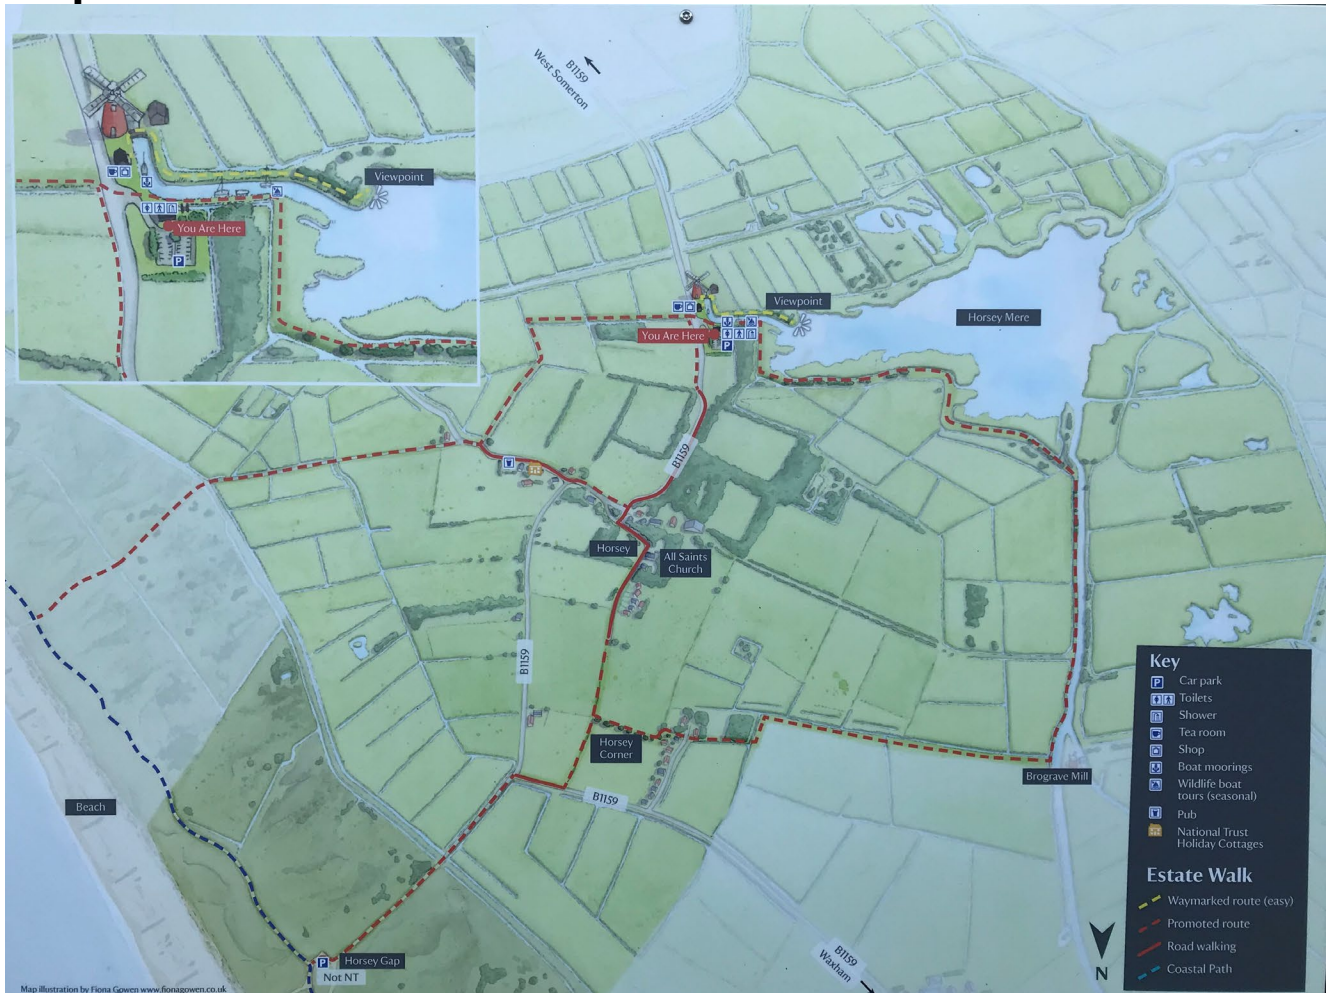 B1159
West Somerton
Viewpoint
You Are Here
P
Viewpoint
Horsey Mere
You Are Here
P
B1159
Horsey
All Saints
Church
B1159
Horsey
Corner
B1159
Brograve Mill
Beach
P
Horsey Gap
Not NT
B1159
Waxham
N
Key
P
Car park
Toilets
Shower
Tea room
Shop
Boat moorings
Wildlife boat
tours (seasonal)
Pub
National Trust
Holiday Cottages
Estate Walk
Waymarked route (easy)
Promoted route
Road walking
Coastal Path
Map illustration by Fiona Gowen www.fionagowen.co.uk